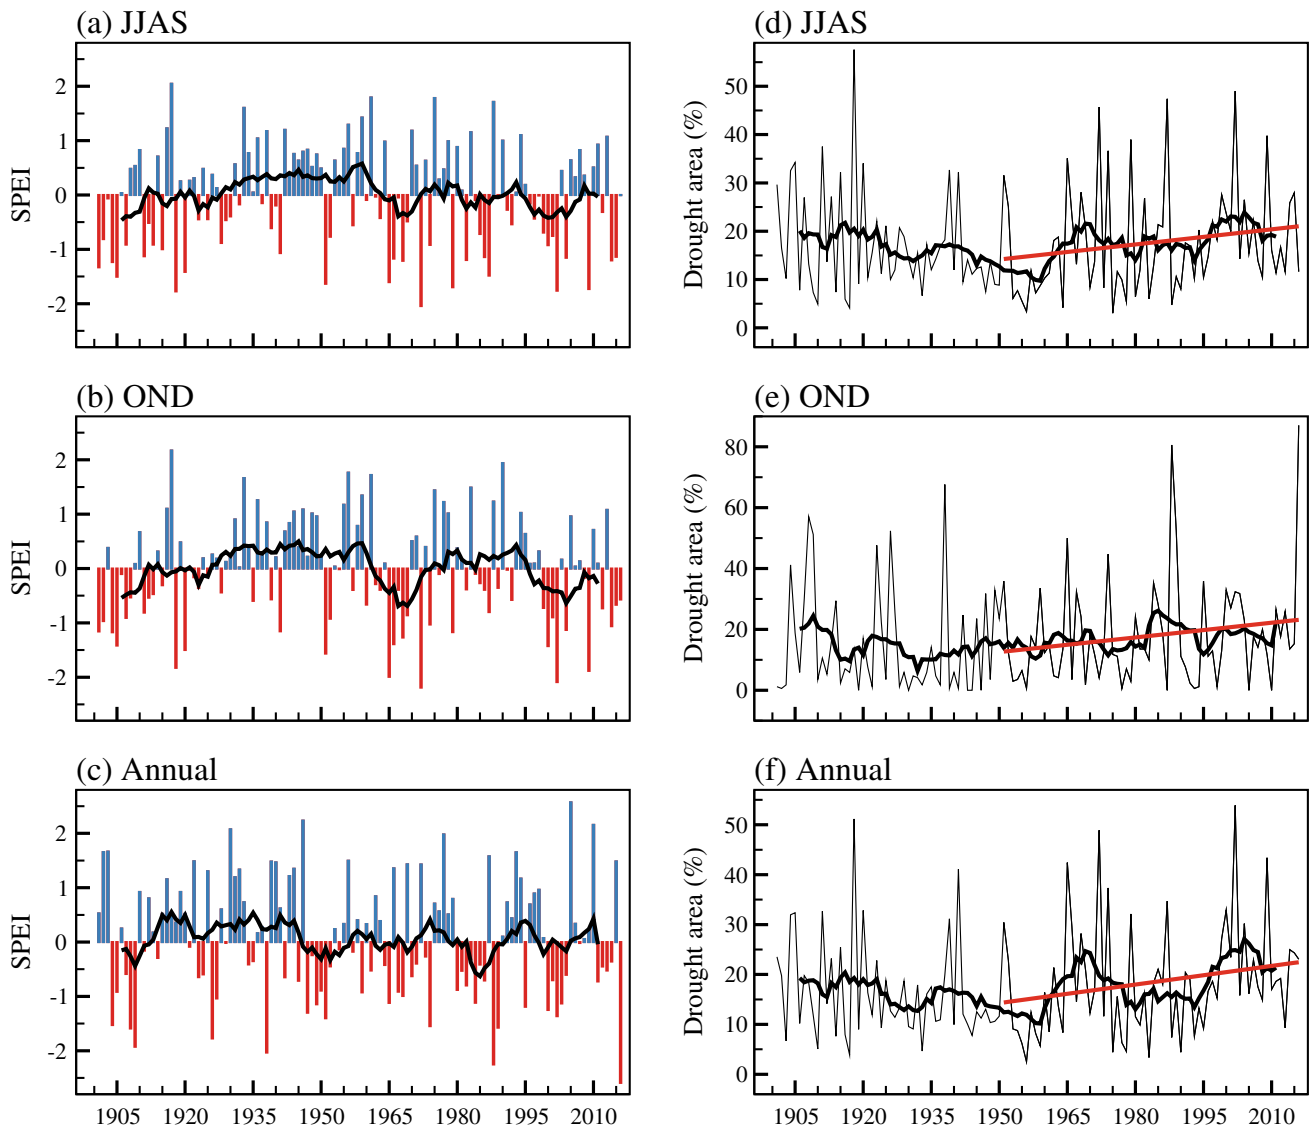 (a) JJAS
SPEI
2
1
0
-1
-2
(d) JJAS
Drought area (%)
50
40
30
20
10
0
(b) OND
SPEI
2
1
0
-1
-2
(e) OND
Drought area (%)
80
60
40
20
0
(c) Annual
SPEI
2
1
0
-1
-2
1905 1920 1935 1950 1965 1980 1995 2010
(f) Annual
Drought area (%)
50
40
30
20
10
0
1905 1920 1935 1950 1965 1980 1995 2010